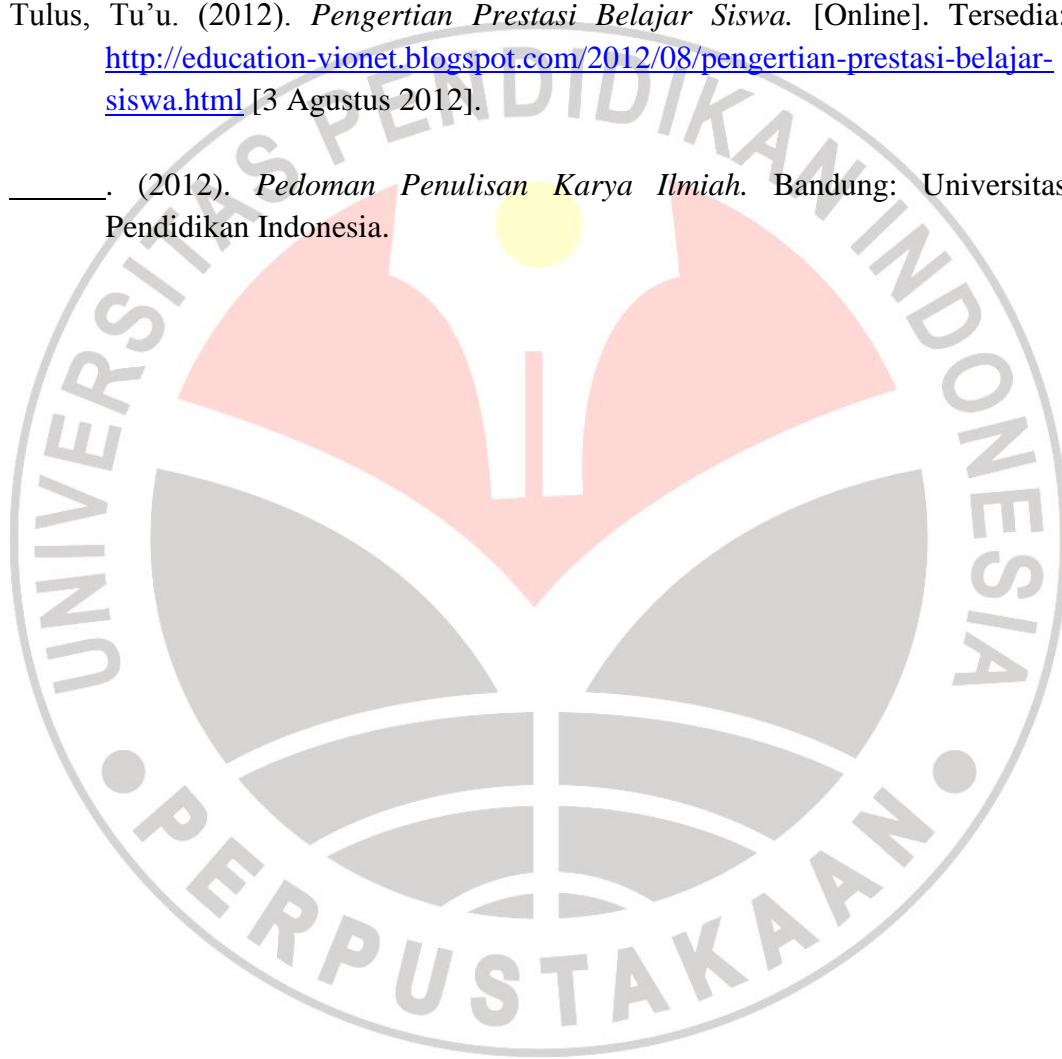 Tulus, Tu’u. (2012). Pengertian Prestasi Belajar Siswa. [Online]. Tersedia:
http://education-vionet.blogspot.com/2012/08/pengertian-prestasi-belajar-
siswa.html [3 Agustus 2012].
______. (2012). Pedoman Penulisan Karya Ilmiah. Bandung: Universitas
Pendidikan Indonesia.
UNIVERSITAS PENDIDIKAN INDONESIA
PERPUSTAKAAN